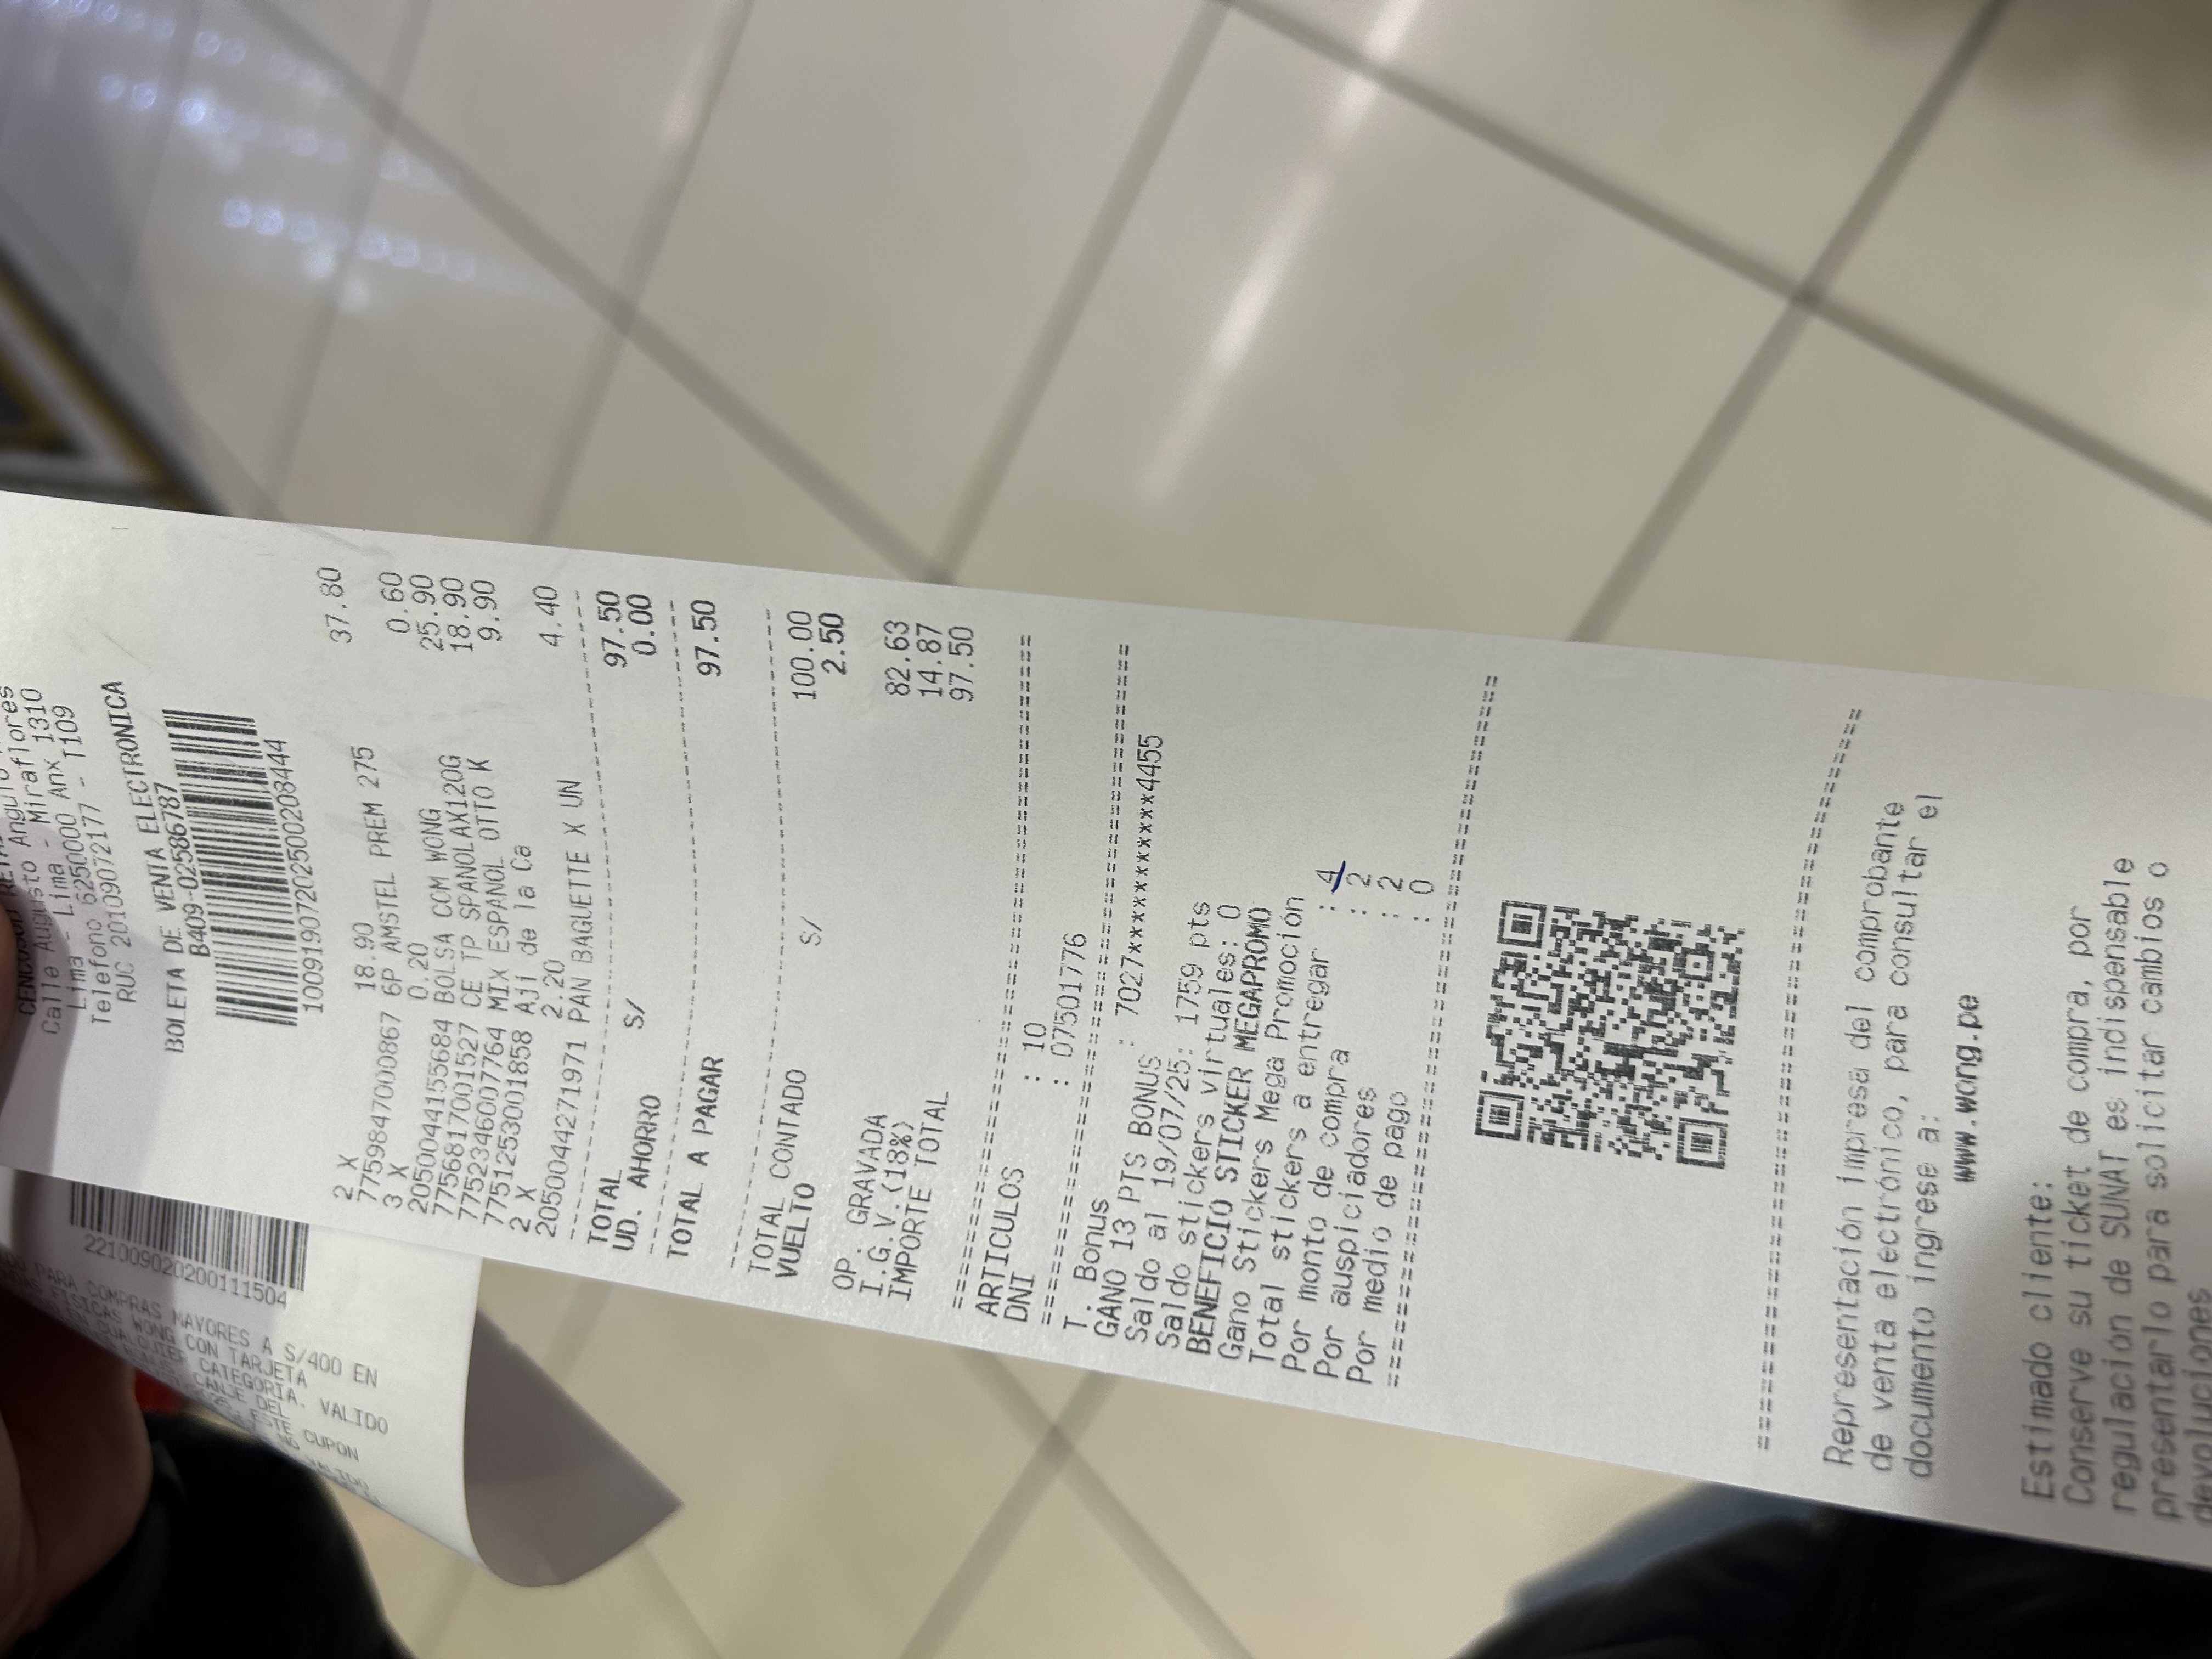 CENCOSUD
Calle Augusto Angulo
Lima - Lima - Miraflores
Telefono 6250000 Anx 1310
RUC 20109072177 - T109
BOLETA DE VENTA ELECTRONICA
B409-02586787
10091907202500208444
2 X 18.90 37.80
7759847000867 6P AMSTEL PREM 275
3 X 0.20 0.60
2050044155684 BOLSA CCM WONG
7756817001527 CE TP SPANOLAX120G 25.90
7752346007764 MIX ESPANOL OTTO K 18.90
7751253001858 Aji de la Ca 9.90
2 X 2.20 4.40
2050044271971 PAN BAGUETTE X UN
TOTAL S/ 97.50
UD. AHORRO 0.00
TOTAL A PAGAR 97.50
TOTAL CONTADO S/ 100.00
VUELTO 2.50
OP. GRAVADA 82.63
I.G.V.(18%) 14.87
IMPORTE TOTAL 97.50
ARTICULOS : 10
DNI : 07501776
T. Bonus : 7027***********4455
GANO 13 PTS BONUS
Saldo al 19/07/25: 1759 pts
Saldo stickers virtuales: 0
BENEFICIO STICKER MEGAPROMO
Gano Stickers Mega Promoción
Total stickers a entregar : 4
Por monto de compra : 2
Por auspiciadores : 2
Por medio de pago : 0
Representación impresa del comprobante
de venta electrónico, para consultar el
documento ingrese a:
www.wong.pe
Estimado cliente:
Conserve su ticket de compra, por
regulación de SUNAT es indispensable
presentarlo para solicitar cambios o
devoluciones
2210090202000111504
PARA COMPRAS MAYORES A S/400 EN
WONG CON TARJETA
CATEGORIA. VALIDO
CANJE DEL
ESTE
CUPON